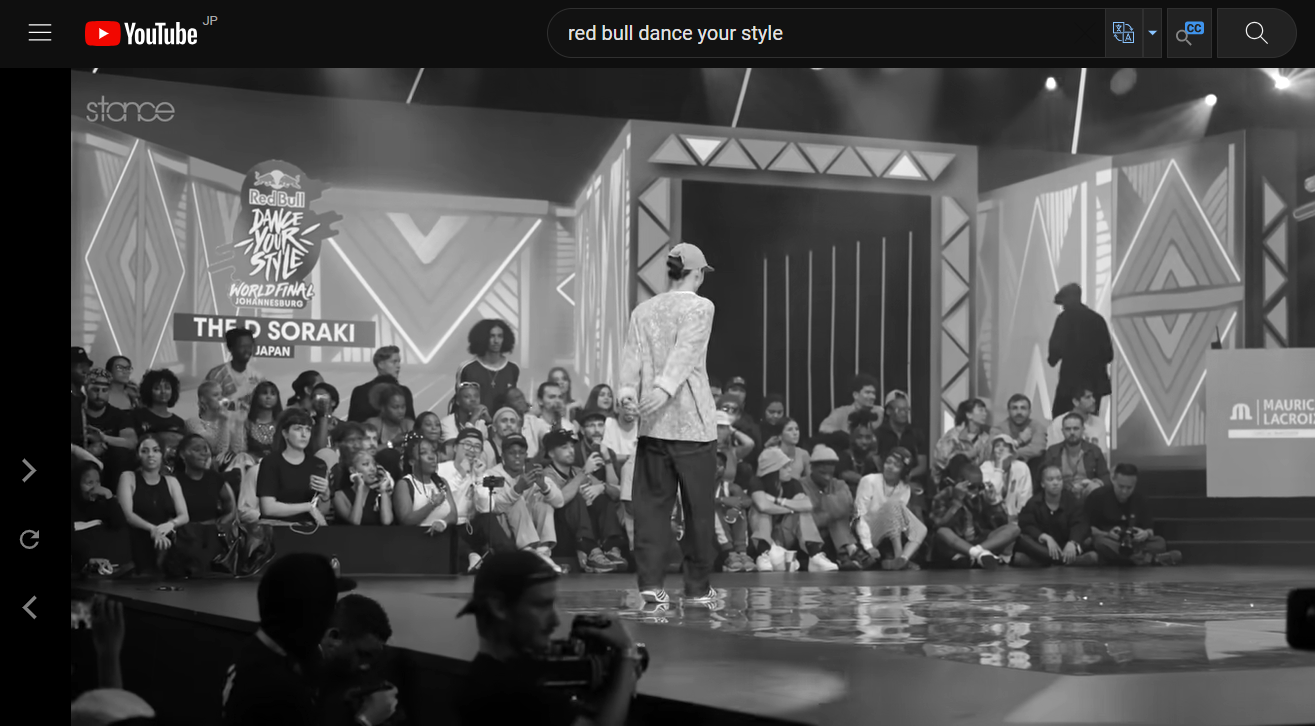 YouTube JP
red bull dance your style
CC
stance
Red Bull
DANCE
YOUR
STYLE
WORLD FINAL
JOHANNESBURG
THE D SORAKI
JAPAN
MAURIC
LACROI